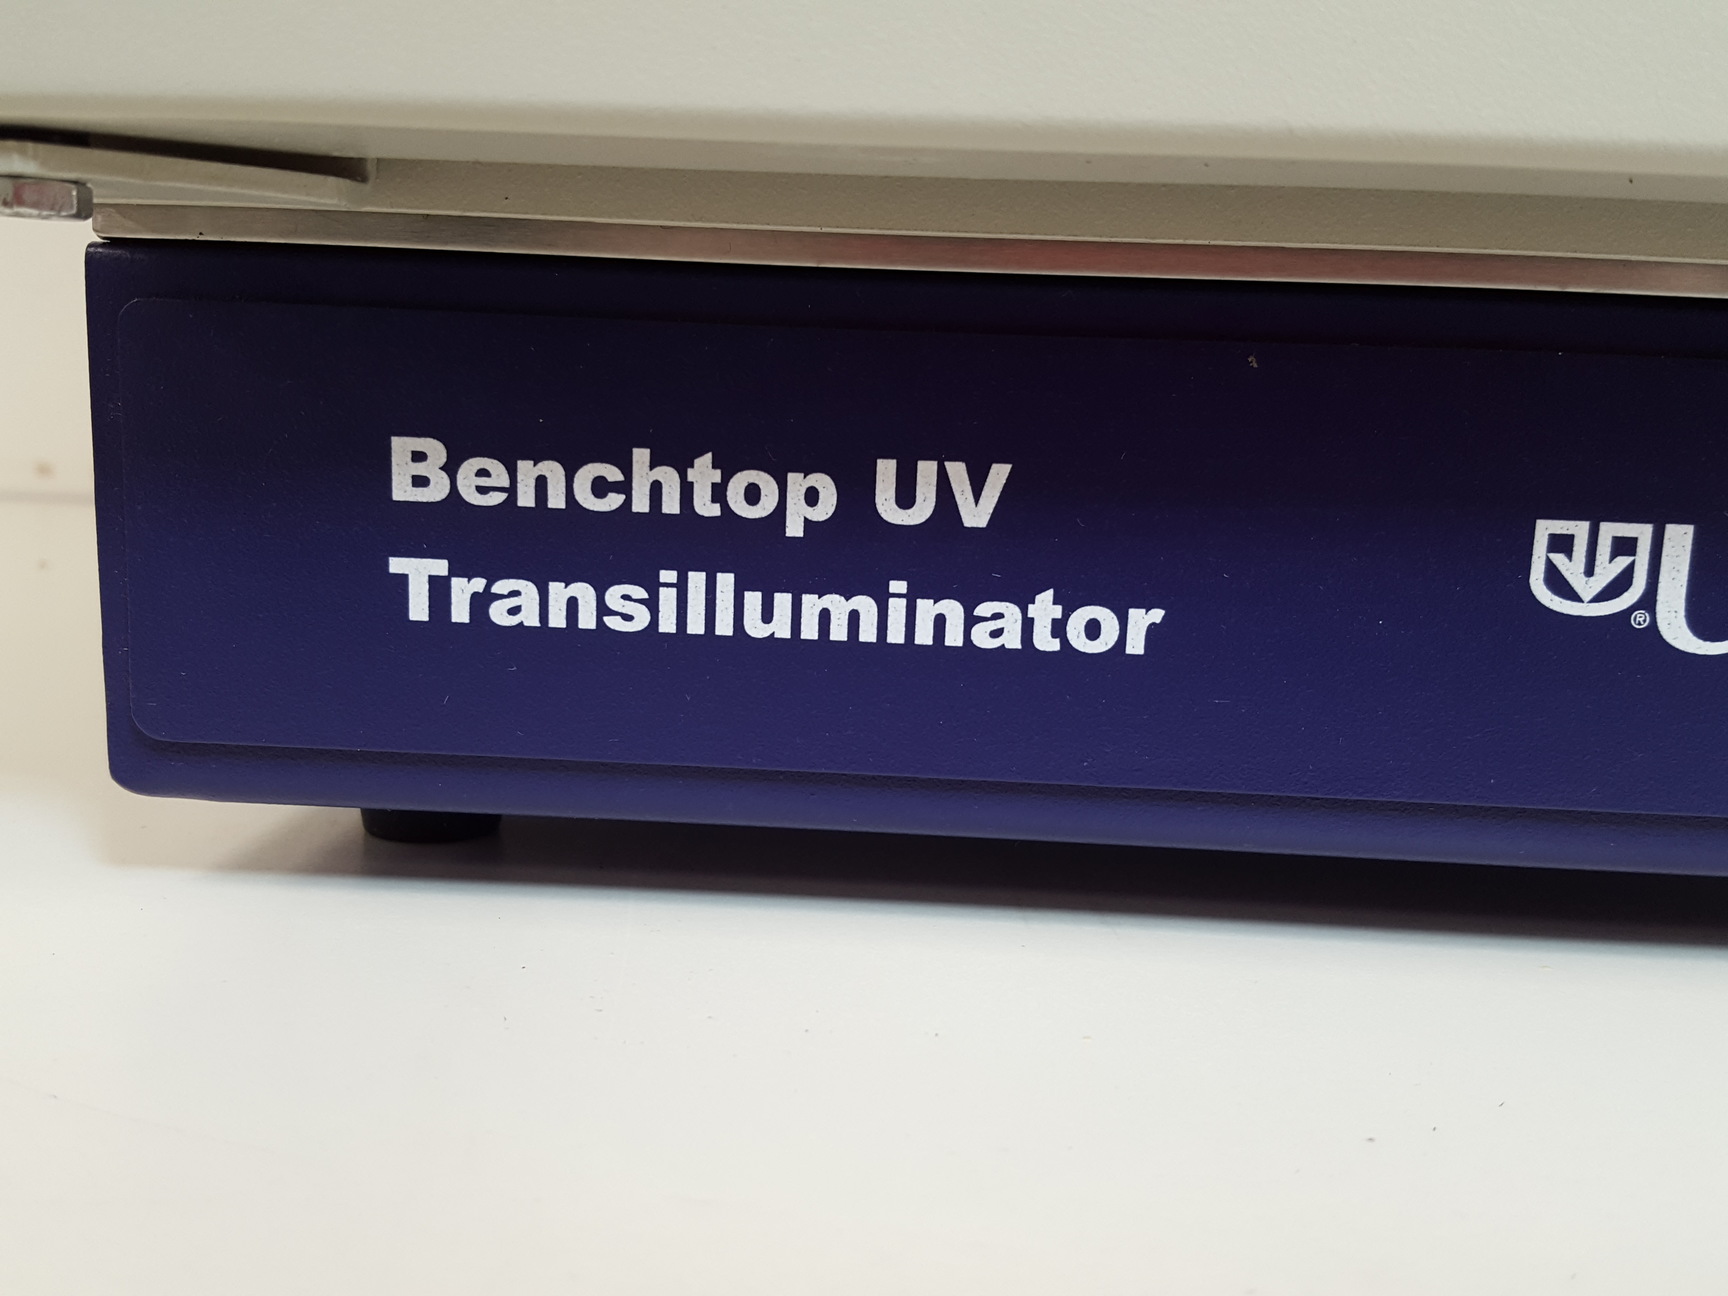 Benchtop UV
Transilluminator
®